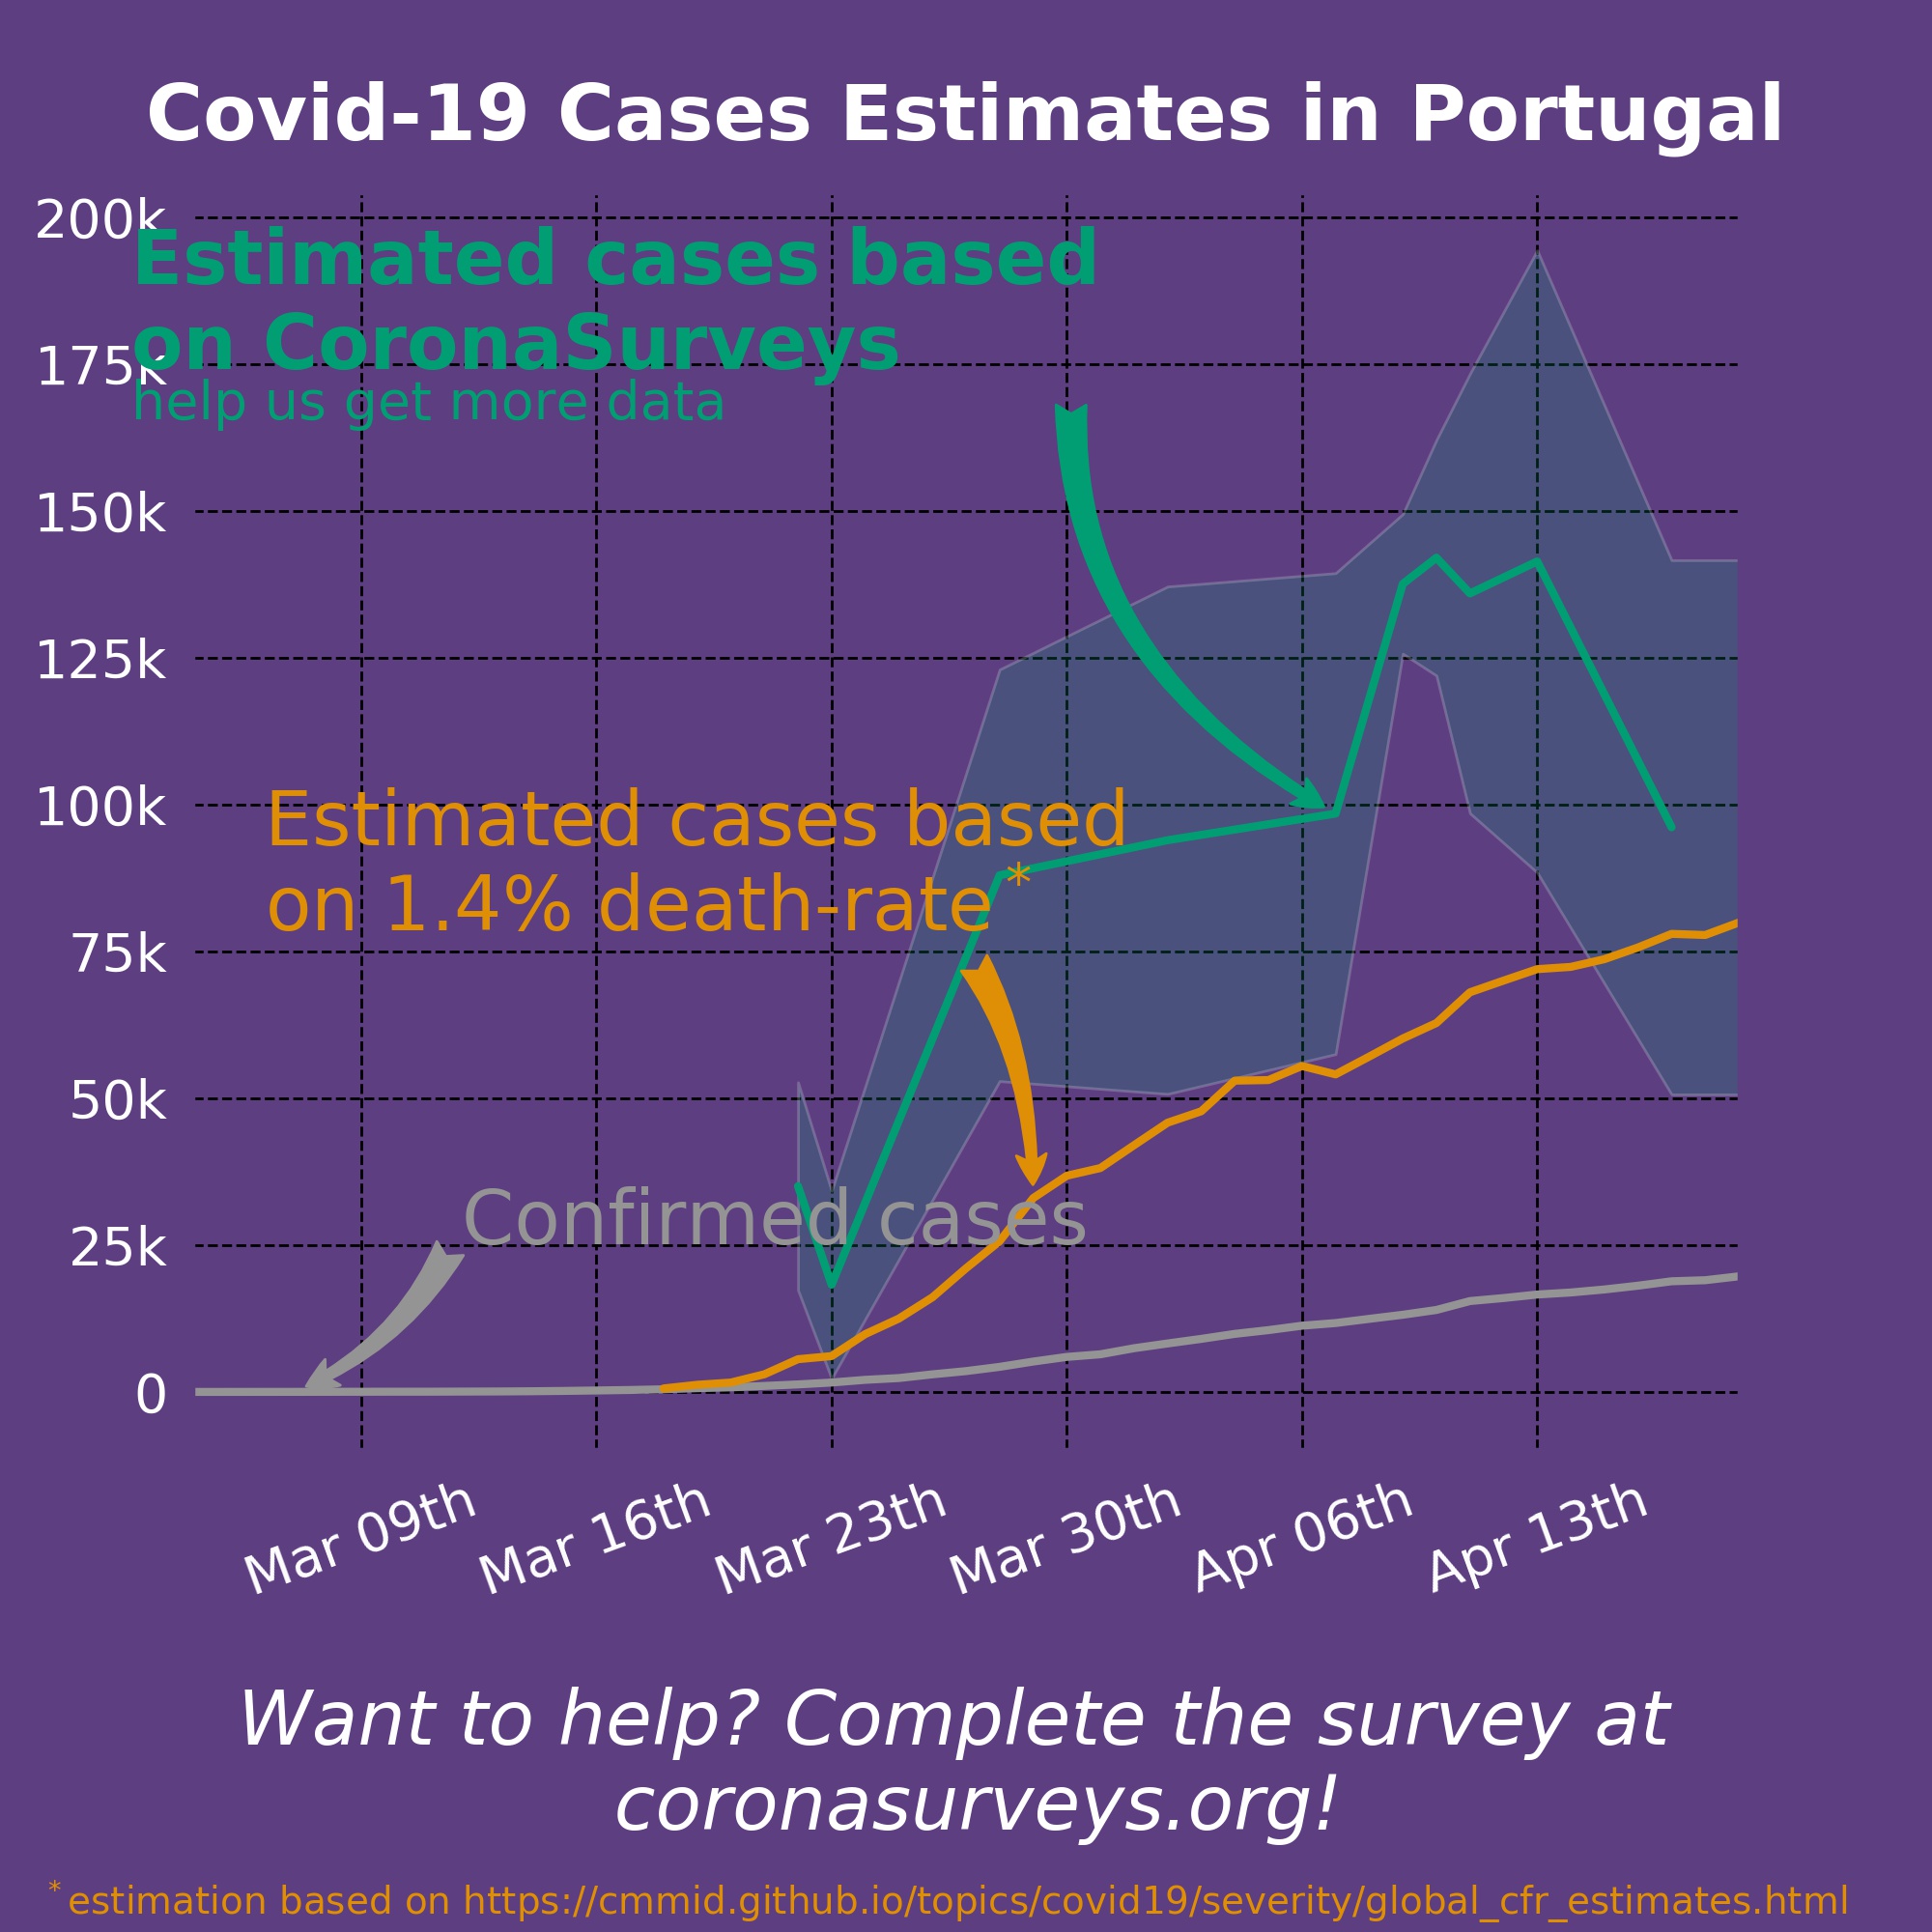 Covid-19 Cases Estimates in Portugal
200k
Estimated cases based
on CoronaSurveys
175k
help us get more data
150k
125k
100k
Estimated cases based
on 1.4% death-rate *
75k
50k
Confirmed cases
25k
0
Mar 09th
Mar 16th
Mar 23th
Mar 30th
Apr 06th
Apr 13th
Want to help? Complete the survey at
coronasurveys.org!
* estimation based on https://cmmid.github.io/topics/covid19/severity/global_cfr_estimates.html